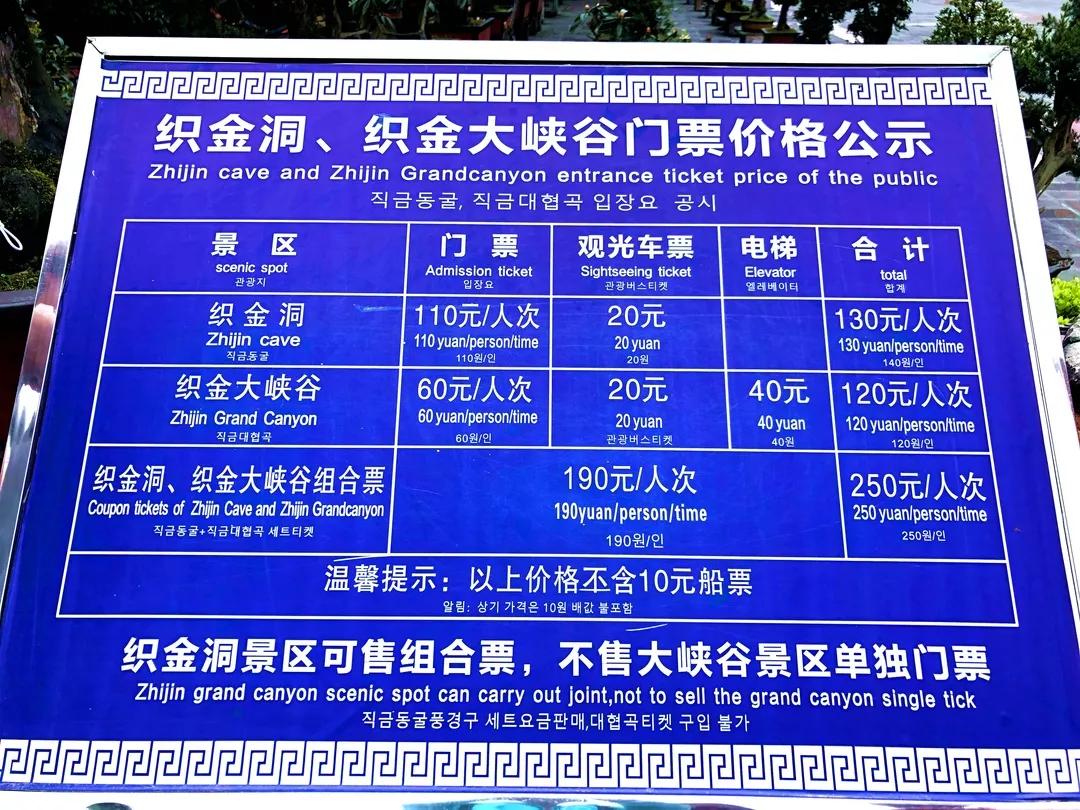 织金洞、织金大峡谷门票价格公示
Zhijin cave and Zhijin Grandcanyon entrance ticket price of the public
직금동굴, 직금대협곡 입장요 공시
景 区 门 票 观光车票 电梯 合 计
scenic spot Admission ticket Sightseeing ticket Elevator total
관광지 입장요 관광버스티켓 엘레베이터 합계
织金洞 110元/人次 20元 130元/人次
Zhijin cave 110 yuan/person/time 20 yuan 130 yuan/person/time
직금동굴 110원/인 20원 140원/인
织金大峡谷 60元/人次 20元 40元 120元/人次
Zhijin Grand Canyon 60 yuan/person/time 20 yuan 40 yuan 120 yuan/person/time
직금대협곡 60원/인 관광버스티켓 40원 120원/인
织金洞、织金大峡谷组合票 190元/人次 250元/人次
Coupon tickets of Zhijin Cave and Zhijin Grandcanyon 190yuan/person/time 250 yuan/person/time
직금동굴+직금대협곡 세트티켓 190원/인 250원/인
温馨提示：以上价格不含10元船票
알림: 상기 가격은 10원 배값 불포함
织金洞景区可售组合票，不售大峡谷景区单独门票
Zhijin grand canyon scenic spot can carry out joint,not to sell the grand canyon single tick
직금동굴풍경구 세트요금판매,대협곡티켓 구입 불가